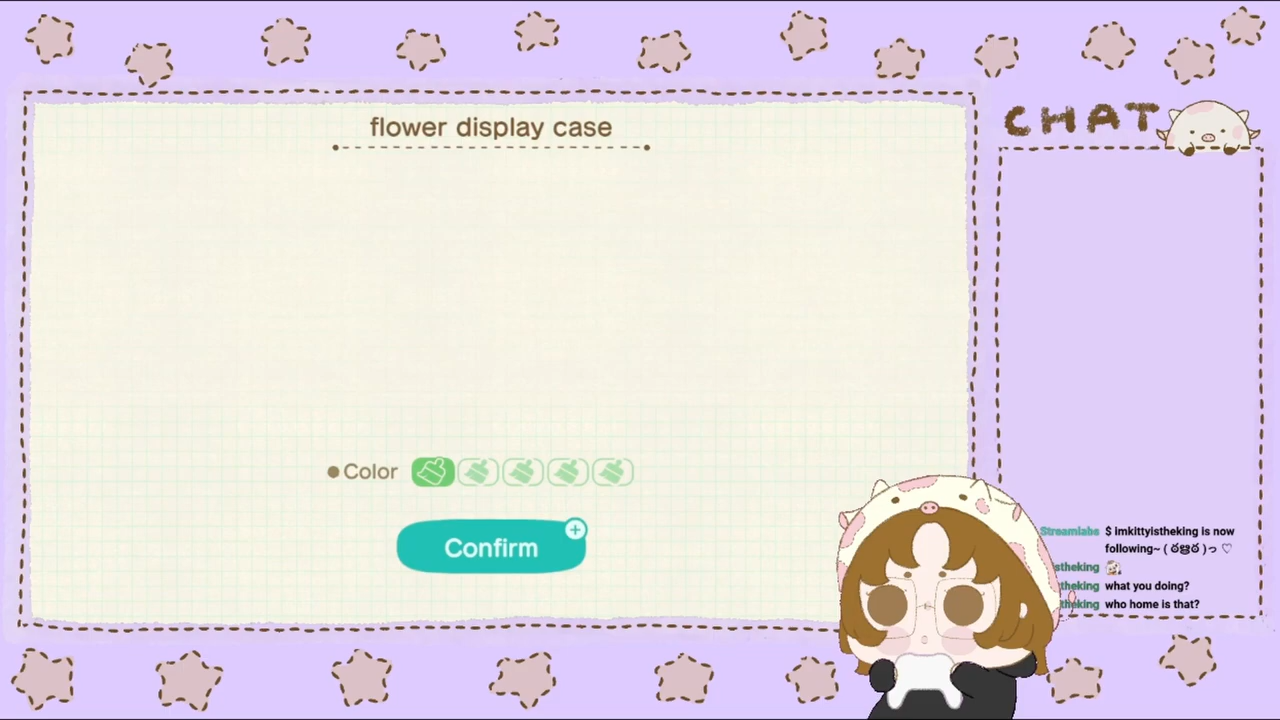 flower display case
CHAT
Color
Confirm
Streamlabs $ imkittyistheking is now
following~
stheking
theking what you doing?
theking who home is that?